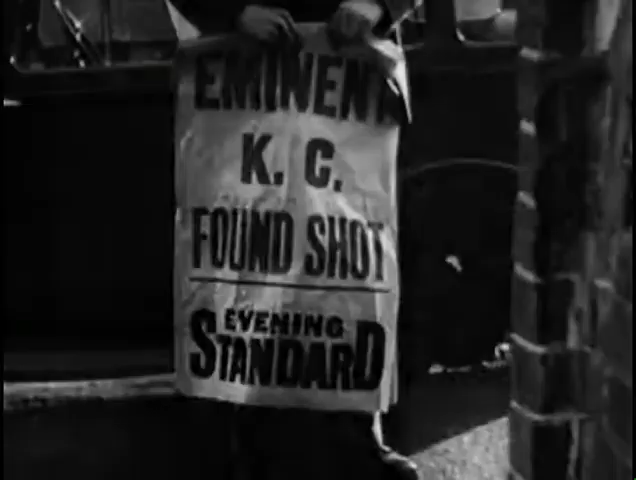 EMINENT
K. C.
FOUND SHOT
EVENING
STANDARD